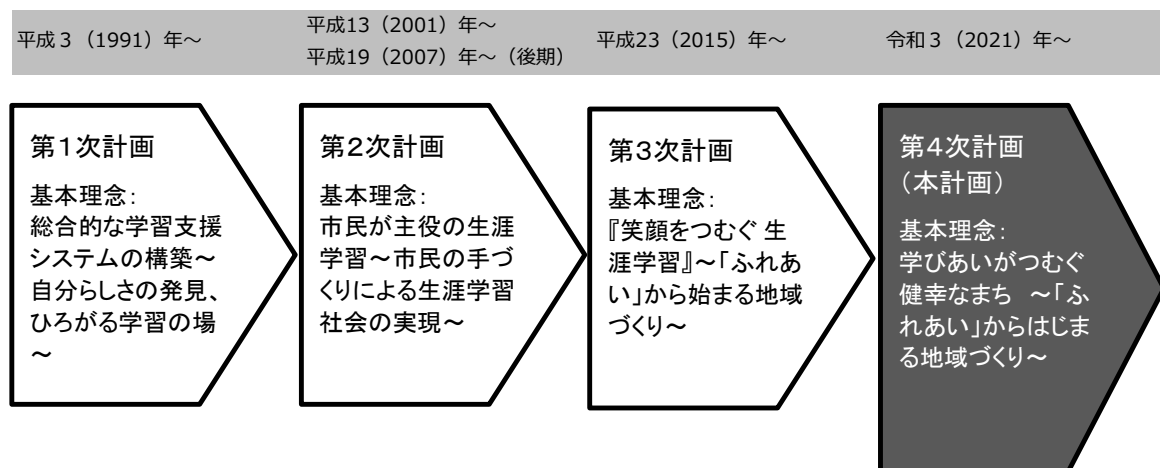 平成3（1991）年～
平成13（2001）年～
平成19（2007）年～（後期）
平成23（2015）年～
令和3（2021）年～
第1次計画
基本理念：
総合的な学習支援
システムの構築～
自分らしさの発見、
ひろがる学習の場
～
第2次計画
基本理念：
市民が主役の生涯
学習～市民の手づ
くりによる生涯学習
社会の実現～
第3次計画
基本理念：
『笑顔をつむぐ 生
涯学習』～「ふれあ
い」から始まる地域
づくり～
第4次計画
（本計画）
基本理念：
学びあいがつむぐ
健幸なまち　～「ふ
れあい」からはじま
る地域づくり～